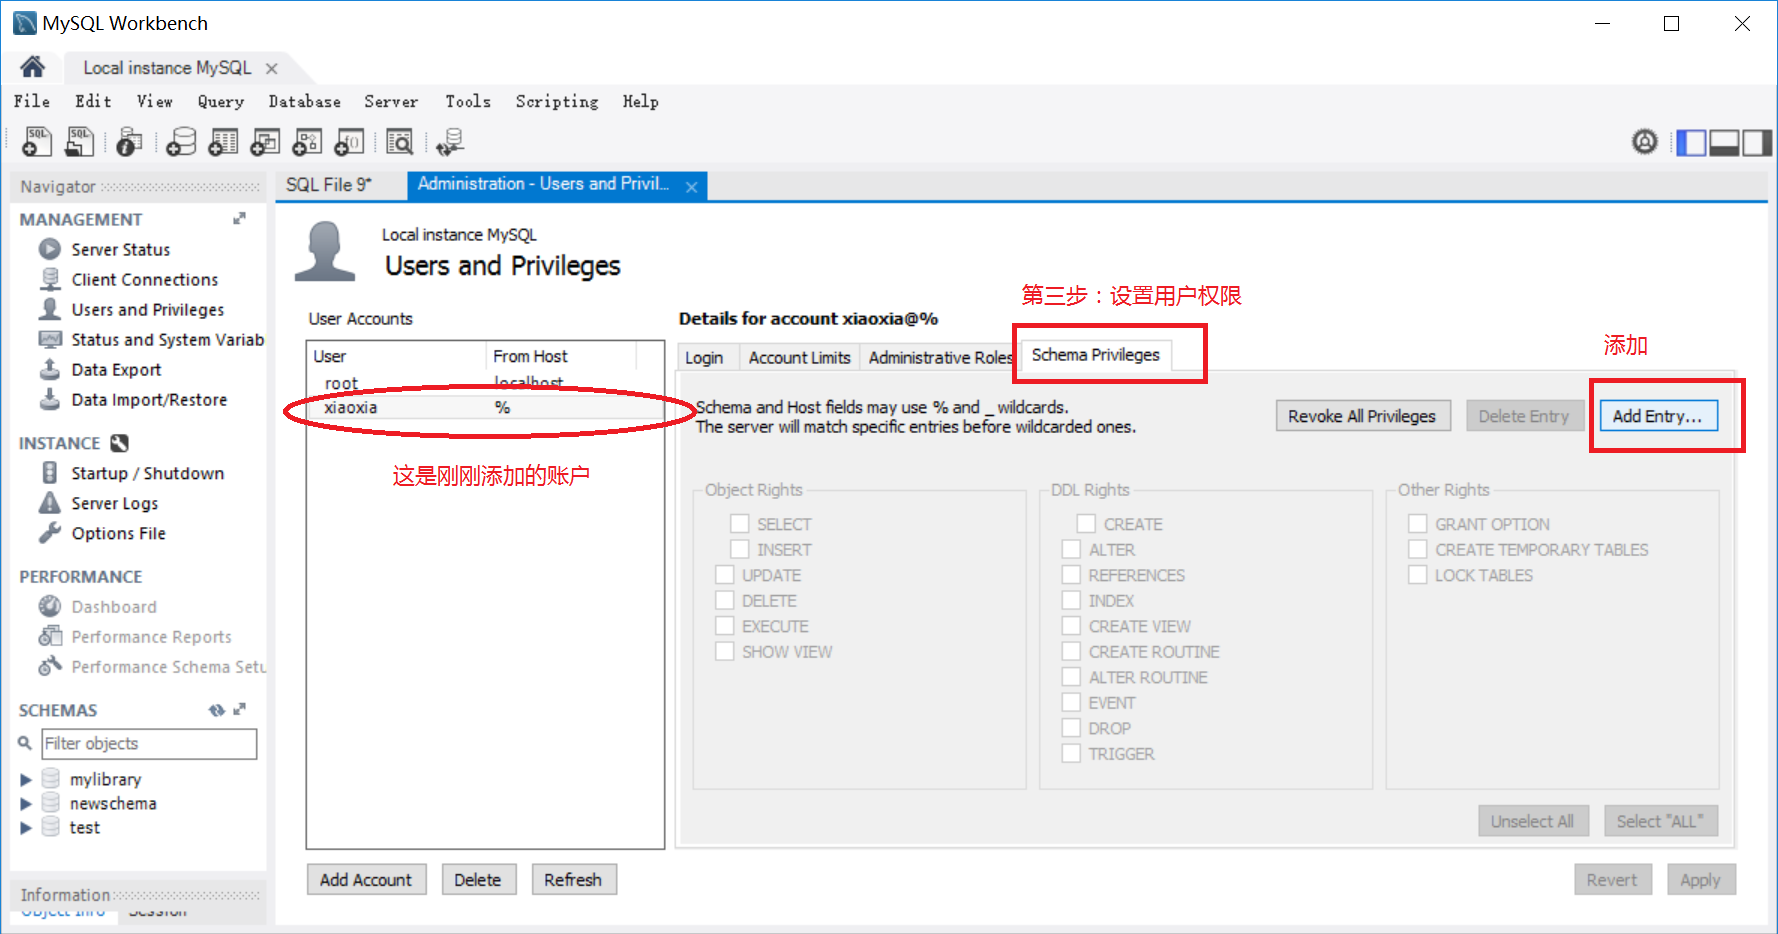 MySQL Workbench
Local instance MySQL
File Edit View Query Database Server Tools Scripting Help
Navigator
MANAGEMENT
Server Status
Client Connections
Users and Privileges
Status and System Variab
Data Export
Data Import/Restore
INSTANCE
Startup / Shutdown
Server Logs
Options File
PERFORMANCE
Dashboard
Performance Reports
Performance Schema Setu
SCHEMAS
Filter objects
mylibrary
newschema
test
Information
Object Info Session
SQL File 9*
Administration - Users and Privil...
Local instance MySQL
Users and Privileges
User Accounts
User From Host
root localhost
xiaoxia %
这是刚刚添加的账户
Add Account Delete Refresh
第三步：设置用户权限
Details for account xiaoxia@%
Login Account Limits Administrative Roles Schema Privileges
添加
Schema and Host fields may use % and _ wildcards.
The server will match specific entries before wildcarded ones.
Revoke All Privileges Delete Entry Add Entry...
Object Rights
SELECT
INSERT
UPDATE
DELETE
EXECUTE
SHOW VIEW
DDL Rights
CREATE
ALTER
REFERENCES
INDEX
CREATE VIEW
CREATE ROUTINE
ALTER ROUTINE
EVENT
DROP
TRIGGER
Other Rights
GRANT OPTION
CREATE TEMPORARY TABLES
LOCK TABLES
Unselect All Select "ALL"
Revert Apply